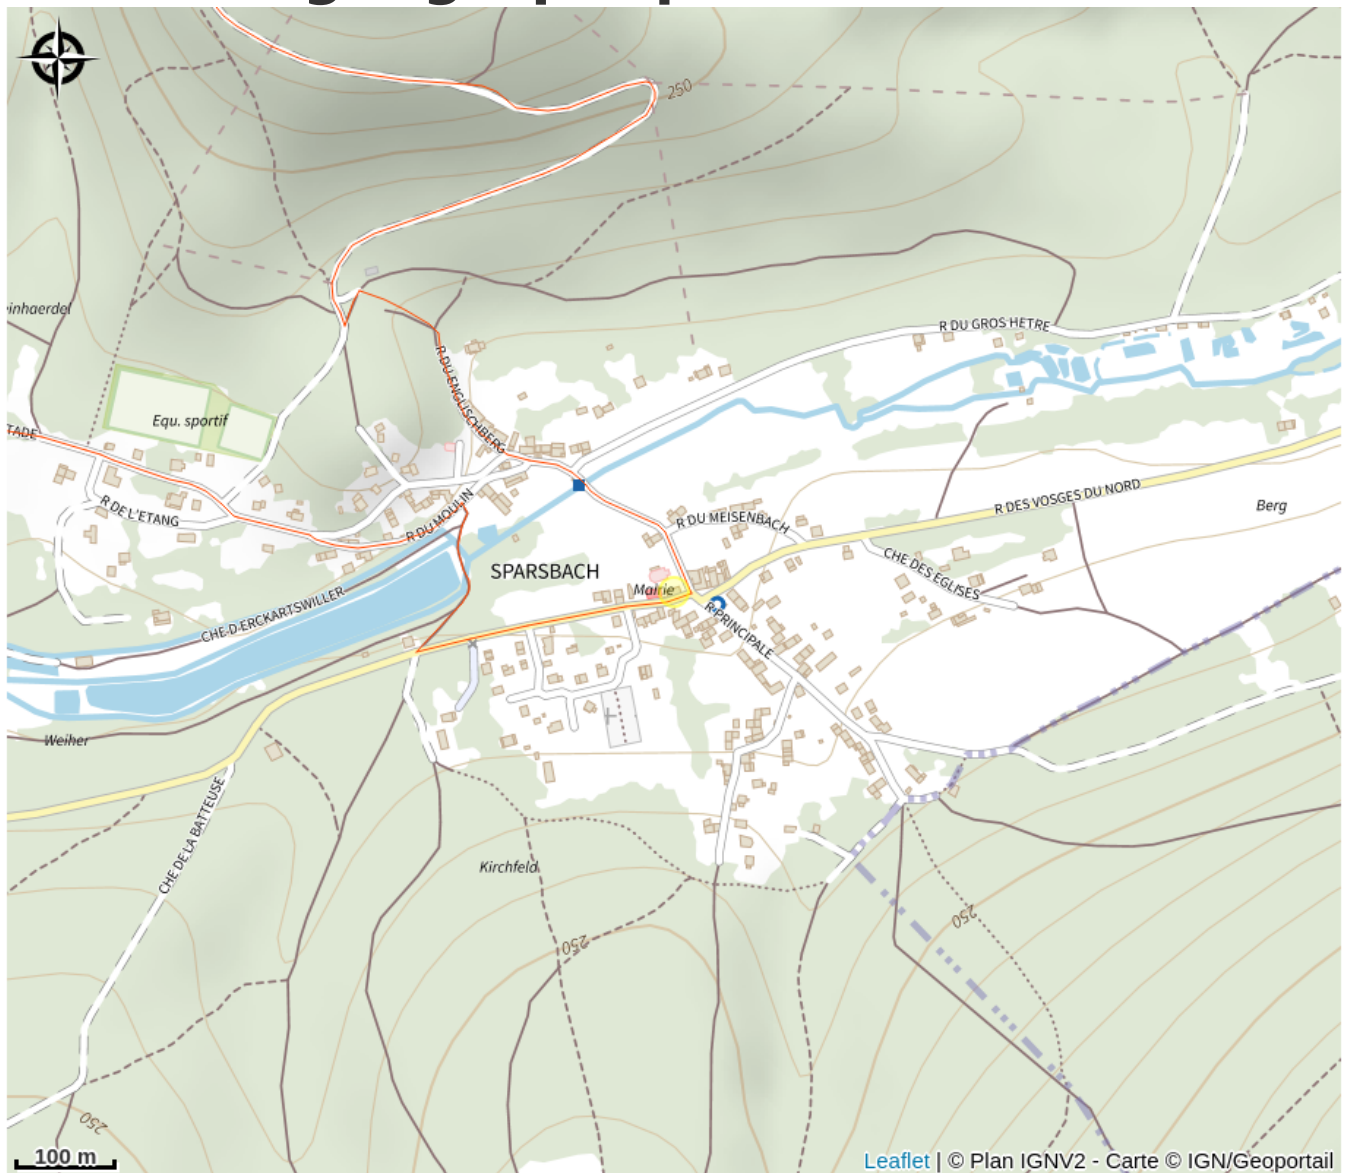 250
einhaerdel
R DU GROS HETRE
R DU ENGLISCHBERG
Equ. sportif
TADE
R DE L'ETANG
R DU MOULIN
R DU MEISENBACH
R DES VOSGES DU NORD
Berg
SPARSBACH
CHE DES EGLISES
Mairie
CHE D ERCKARTSWILLER
R PRINCIPALE
Weiher
CHE DE LA BATTEUSE
Kirchfeld
250
250
250
100 m
Leaflet | © Plan IGNV2 - Carte © IGN/Geoportail